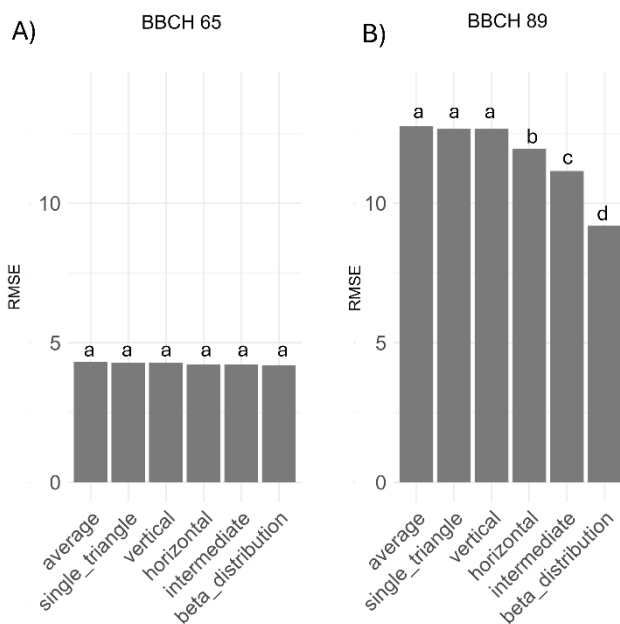 A)
BBCH 65
RMSE
10
5
0
a a a a a a
average
single_triangle
vertical
horizontal
intermediate
beta_distribution
B)
BBCH 89
RMSE
10
5
0
a a a b c d
average
single_triangle
vertical
horizontal
intermediate
beta_distribution